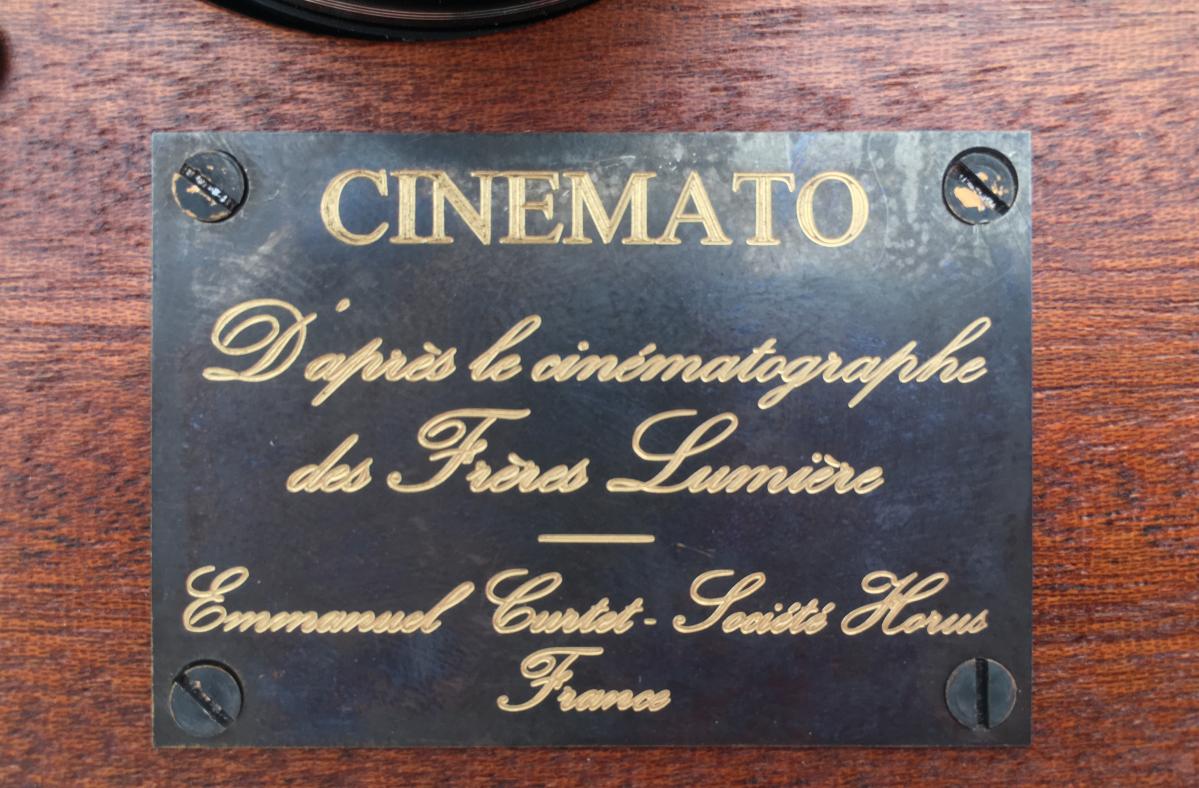 CINEMATO
D'après le cinématographe
des Frères Lumière
Emmanuel Curtet - Société Horus
France